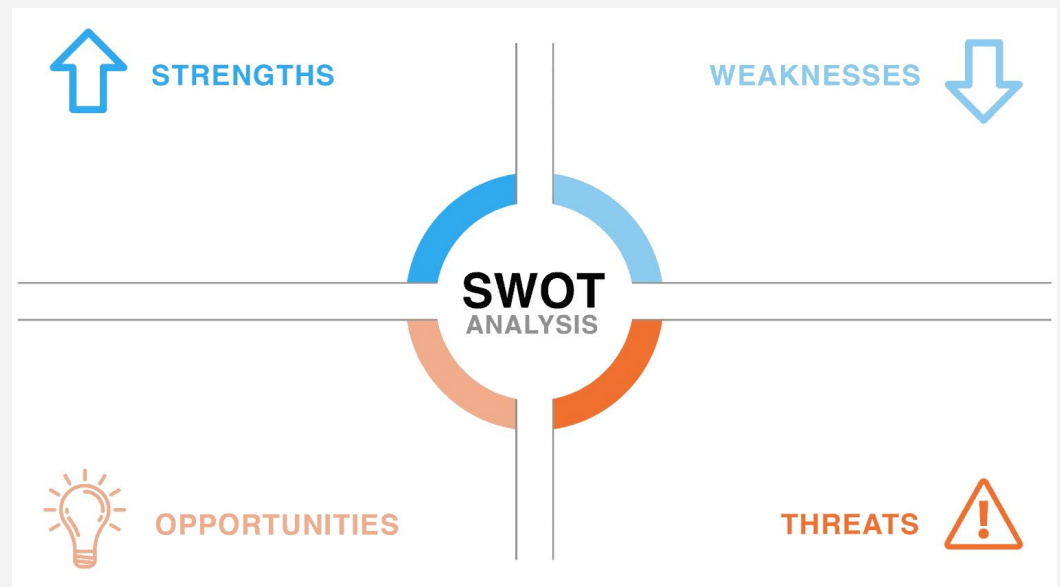 STRENGTHS
WEAKNESSES
SWOT
ANALYSIS
OPPORTUNITIES
THREATS